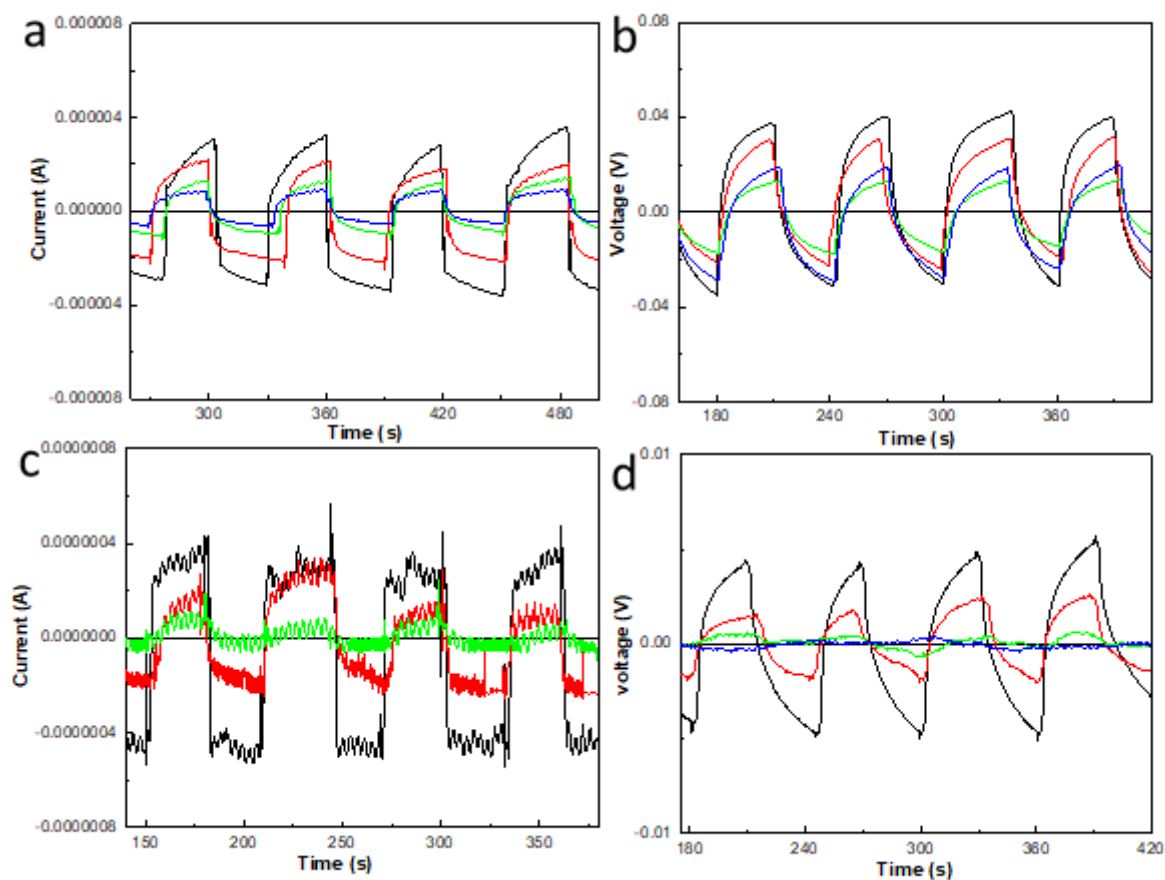 a
0.000008
0.000004
0.000000
-0.000004
-0.000008
Current (A)
300 360 420 480
Time (s)
b
0.08
0.04
0.00
-0.04
-0.08
Voltage (V)
180 240 300 360
Time (s)
c
0.0000008
0.0000004
0.0000000
-0.0000004
-0.0000008
Current (A)
150 200 250 300 350
Time (s)
d
0.01
0.00
-0.01
voltage (V)
180 240 300 360 420
Time (s)